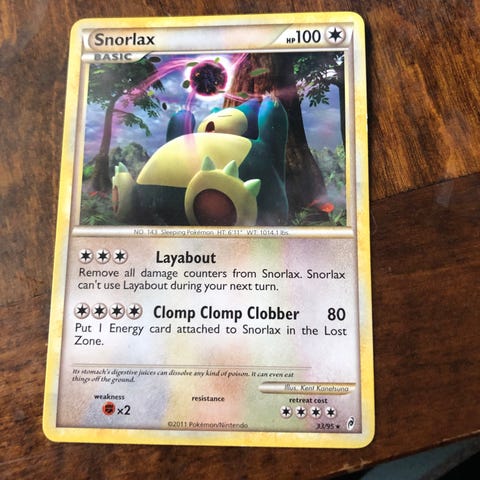 Snorlax HP 100
BASIC
NO. 143 Sleeping Pokémon HT: 6'11" WT: 1014.1 lbs.
Layabout
Remove all damage counters from Snorlax. Snorlax
can't use Layabout during your next turn.
Clomp Clomp Clobber 80
Put 1 Energy card attached to Snorlax in the Lost
Zone.
Its stomach's digestive juices can dissolve any kind of poison. It can even eat
things off the ground.
Illus. Kent Kanetsuna
weakness resistance retreat cost
×2
©2011 Pokémon/Nintendo 33/95 ★